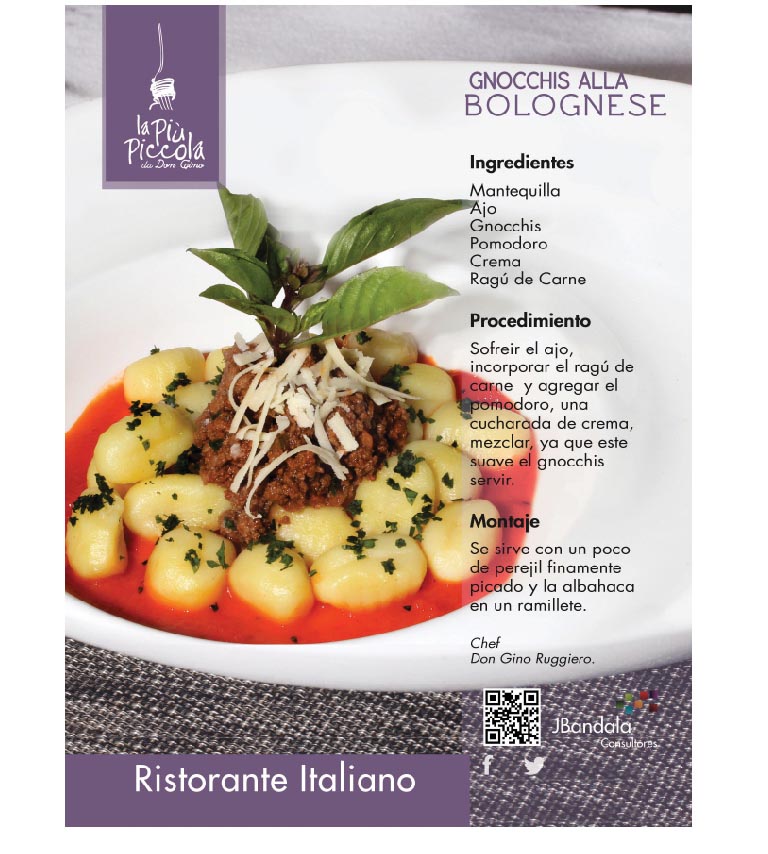 la Più
Piccola
da Don Gino
GNOCCHIS ALLA
BOLOGNESE
Ingredientes
Mantequilla
Ajo
Gnocchis
Pomodoro
Crema
Ragú de Carne
Procedimiento
Sofreir el ajo,
incorporar el ragú de
carne y agregar el
pomodoro, una
cucharada de crema,
mezclar, ya que este
suave el gnocchis
servir.
Montaje
Se sirve con un poco
de perejil finamente
picado y la albahaca
en un ramillete.
Chef
Don Gino Ruggiero.
JBandala
Consultores
f
Ristorante Italiano